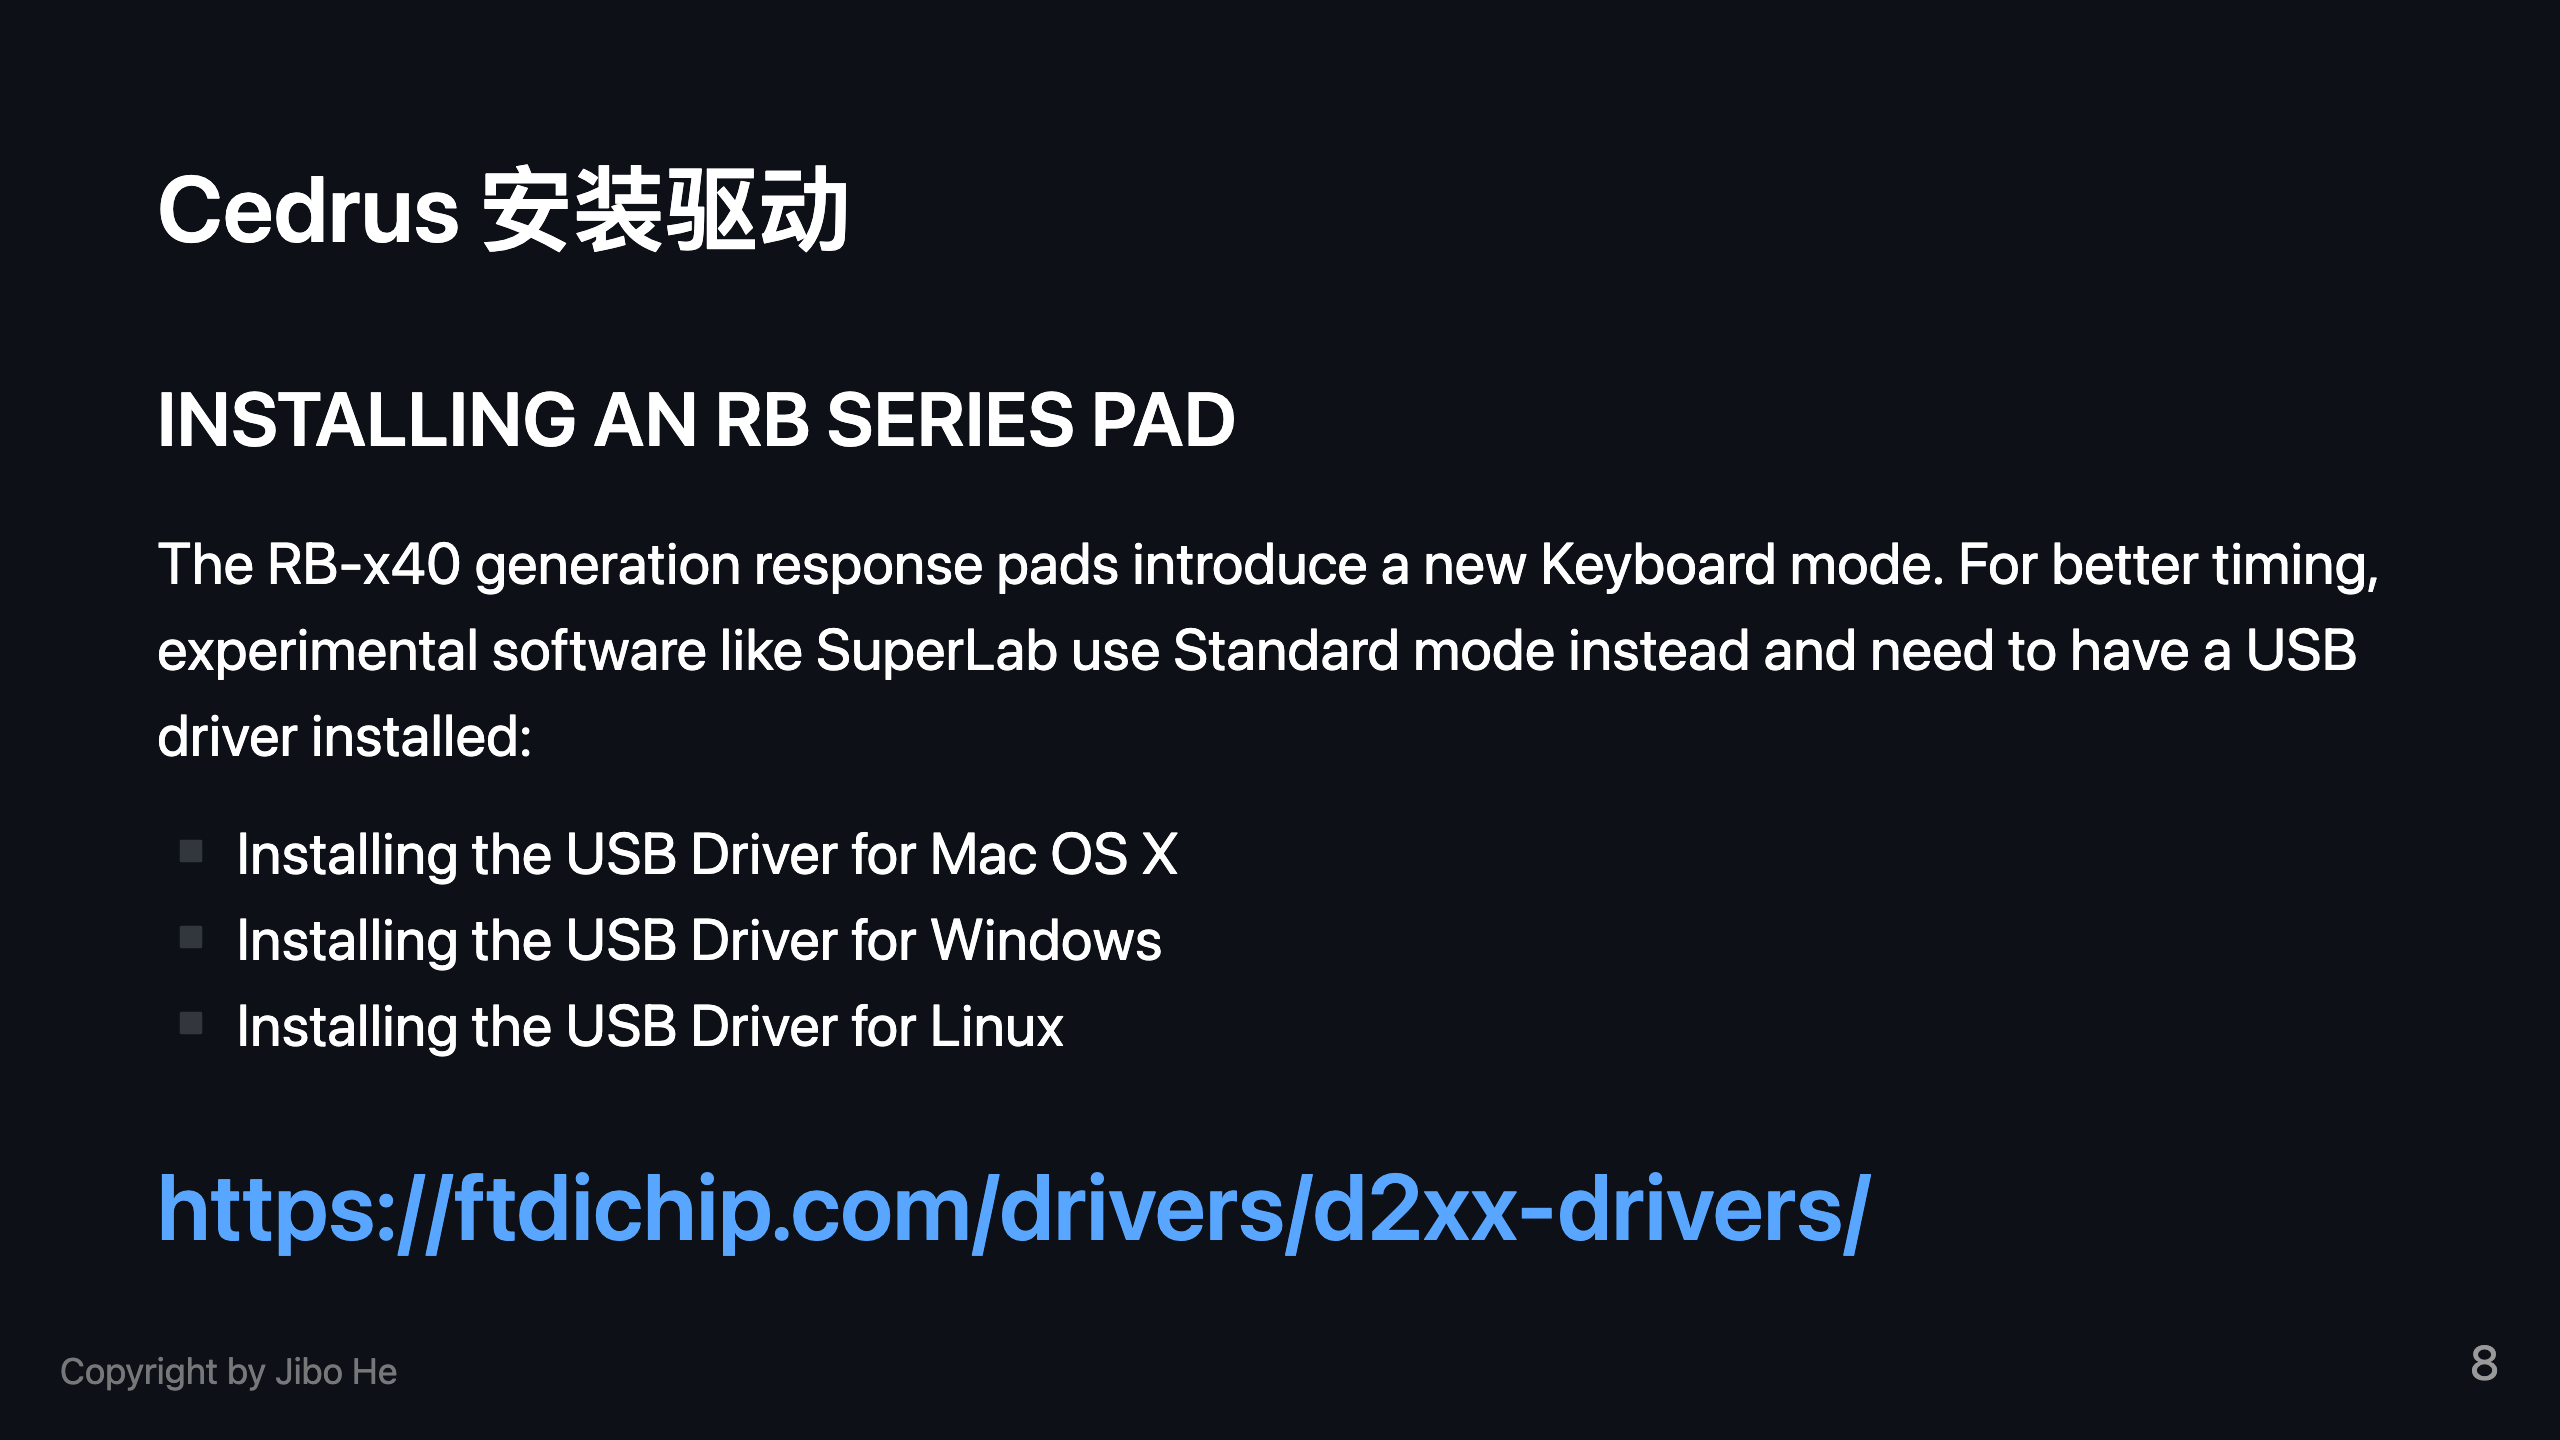 Cedrus 安装驱动
INSTALLING AN RB SERIES PAD
The RB-x40 generation response pads introduce a new Keyboard mode. For better timing,
experimental software like SuperLab use Standard mode instead and need to have a USB
driver installed:
Installing the USB Driver for Mac OS X
Installing the USB Driver for Windows
Installing the USB Driver for Linux
https://ftdichip.com/drivers/d2xx-drivers/
Copyright by Jibo He
8